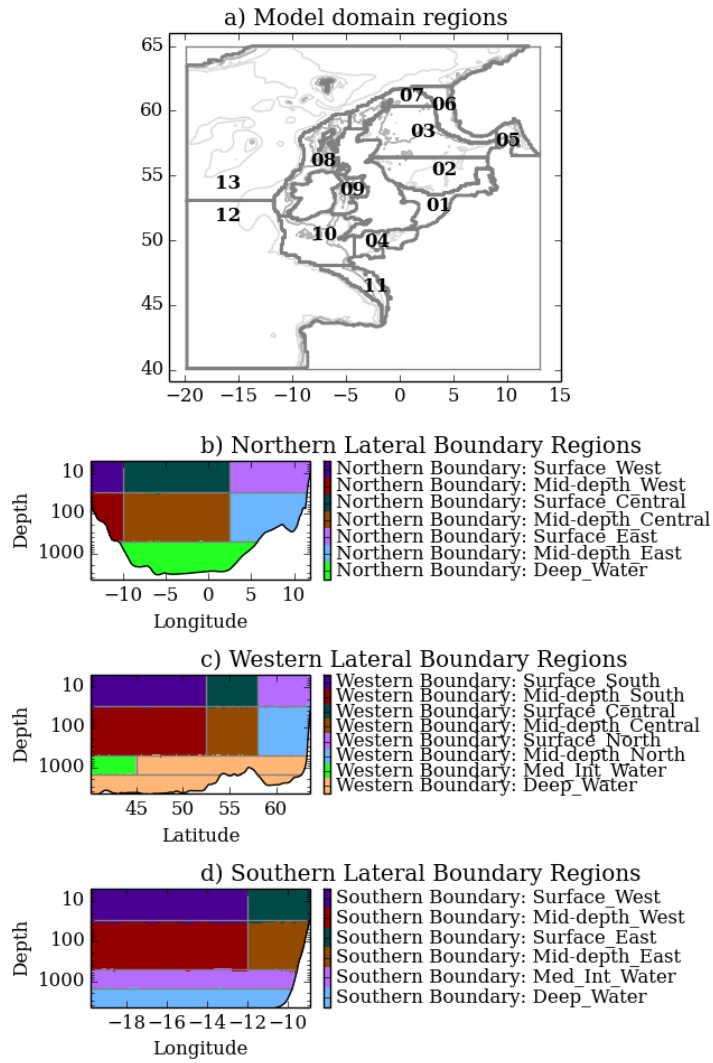 a) Model domain regions
65
60
55
50
45
40
−20
−15
−10
−5
0
5
10
15
07
06
03
05
08
02
13
09
01
12
10
04
11
b) Northern Lateral Boundary Regions
Depth
10
100
1000
−10
−5
0
5
10
Longitude
Northern Boundary: Surface_West
Northern Boundary: Mid-depth_West
Northern Boundary: Surface_Central
Northern Boundary: Mid-depth_Central
Northern Boundary: Surface_East
Northern Boundary: Mid-depth_East
Northern Boundary: Deep_Water
c) Western Lateral Boundary Regions
Depth
10
100
1000
45
50
55
60
Latitude
Western Boundary: Surface_South
Western Boundary: Mid-depth_South
Western Boundary: Surface_Central
Western Boundary: Mid-depth_Central
Western Boundary: Surface_North
Western Boundary: Mid-depth_North
Western Boundary: Med_Int_Water
Western Boundary: Deep_Water
d) Southern Lateral Boundary Regions
Depth
10
100
1000
−18
−16
−14
−12
−10
Longitude
Southern Boundary: Surface_West
Southern Boundary: Mid-depth_West
Southern Boundary: Surface_East
Southern Boundary: Mid-depth_East
Southern Boundary: Med_Int_Water
Southern Boundary: Deep_Water